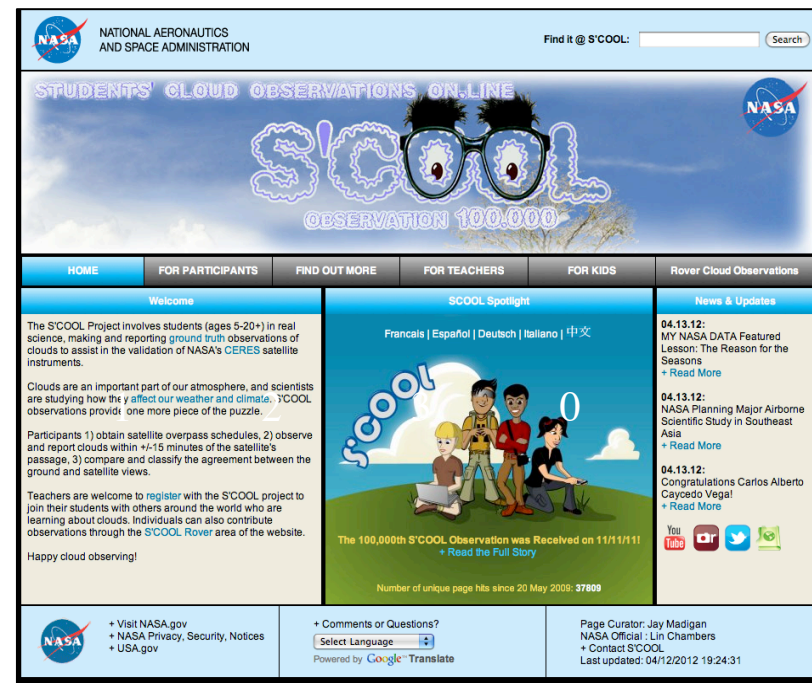 NASA
NATIONAL AERONAUTICS
AND SPACE ADMINISTRATION
Find it @ S'COOL:
Search
STUDENTS' CLOUD OBSERVATIONS ON-LINE
NASA
S'COOL
OBSERVATION 100,000
HOME
FOR PARTICIPANTS
FIND OUT MORE
FOR TEACHERS
FOR KIDS
Rover Cloud Observations
Welcome
The S'COOL Project involves students (ages 5-20+) in real
science, making and reporting ground truth observations of
clouds to assist in the validation of NASA's CERES satellite
instruments.
Clouds are an important part of our atmosphere, and scientists
are studying how they affect our weather and climate. S'COOL
observations provide one more piece of the puzzle.
1 2
Participants 1) obtain satellite overpass schedules, 2) observe
and report clouds within +/-15 minutes of the satellite's
passage, 3) compare and classify the agreement between the
ground and satellite views.
Teachers are welcome to register with the S'COOL project to
join their students with others around the world who are
learning about clouds. Individuals can also contribute
observations through the S'COOL Rover area of the website.
Happy cloud observing!
SCOOL Spotlight
Francais | Español | Deutsch | Italiano | 中文
S'COOL
0
The 100,000th S'COOL Observation was Received on 11/11/11!
+ Read the Full Story
Number of unique page hits since 20 May 2009: 37809
News & Updates
04.13.12:
MY NASA DATA Featured
Lesson: The Reason for the
Seasons
+ Read More
04.13.12:
NASA Planning Major Airborne
Scientific Study in Southeast
Asia
+ Read More
04.13.12:
Congratulations Carlos Alberto
Caycedo Vega!
+ Read More
You
Tube
NASA
+ Visit NASA.gov
+ NASA Privacy, Security, Notices
+ USA.gov
+ Comments or Questions?
Select Language
Powered by Google™ Translate
Page Curator: Jay Madigan
NASA Official : Lin Chambers
+ Contact S'COOL
Last updated: 04/12/2012 19:24:31